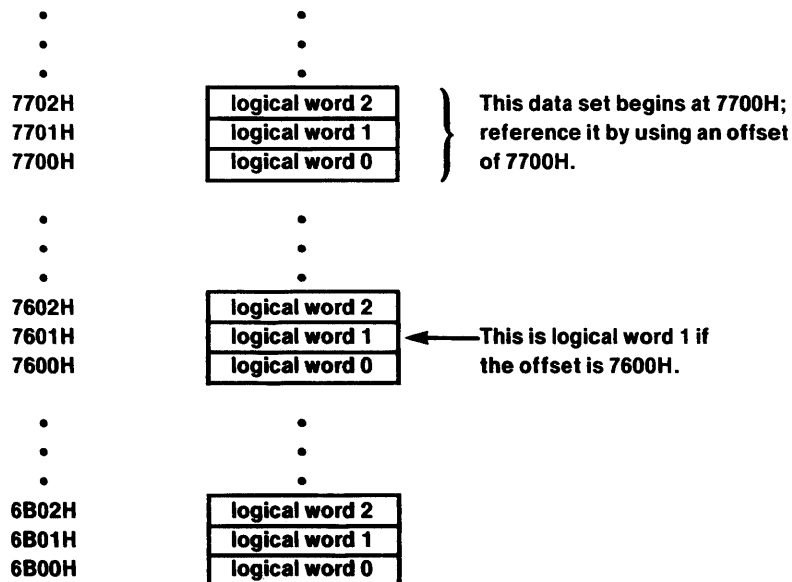 7702H logical word 2 This data set begins at 7700H;
7701H logical word 1 reference it by using an offset
7700H logical word 0 of 7700H.
7602H logical word 2
7601H logical word 1 This is logical word 1 if
7600H logical word 0 the offset is 7600H.
6B02H logical word 2
6B01H logical word 1
6B00H logical word 0